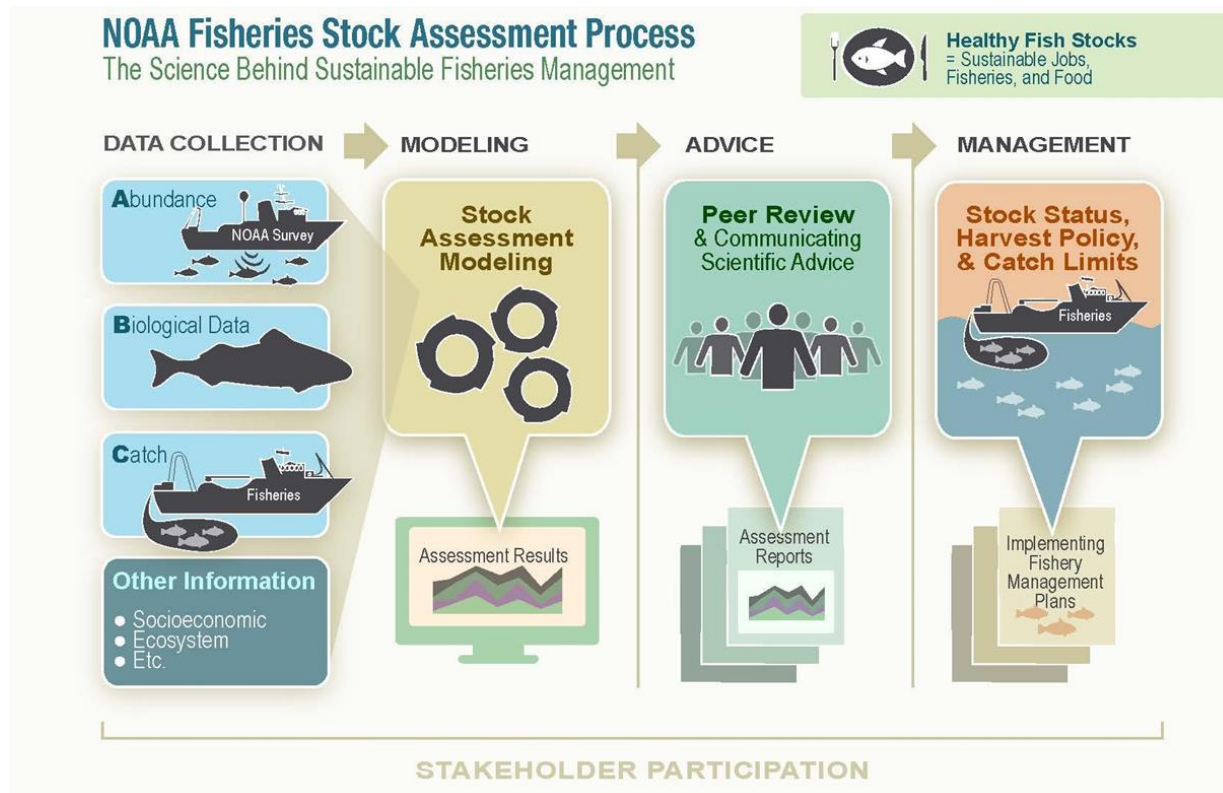 NOAA Fisheries Stock Assessment Process
The Science Behind Sustainable Fisheries Management
Healthy Fish Stocks
= Sustainable Jobs,
Fisheries, and Food
DATA COLLECTION
MODELING
ADVICE
MANAGEMENT
Abundance
NOAA Survey
Biological Data
Catch
Fisheries
Other Information
● Socioeconomic
● Ecosystem
● Etc.
Stock
Assessment
Modeling
Assessment Results
Peer Review
& Communicating
Scientific Advice
Assessment
Reports
Stock Status,
Harvest Policy,
& Catch Limits
Fisheries
Implementing
Fishery
Management
Plans
STAKEHOLDER PARTICIPATION